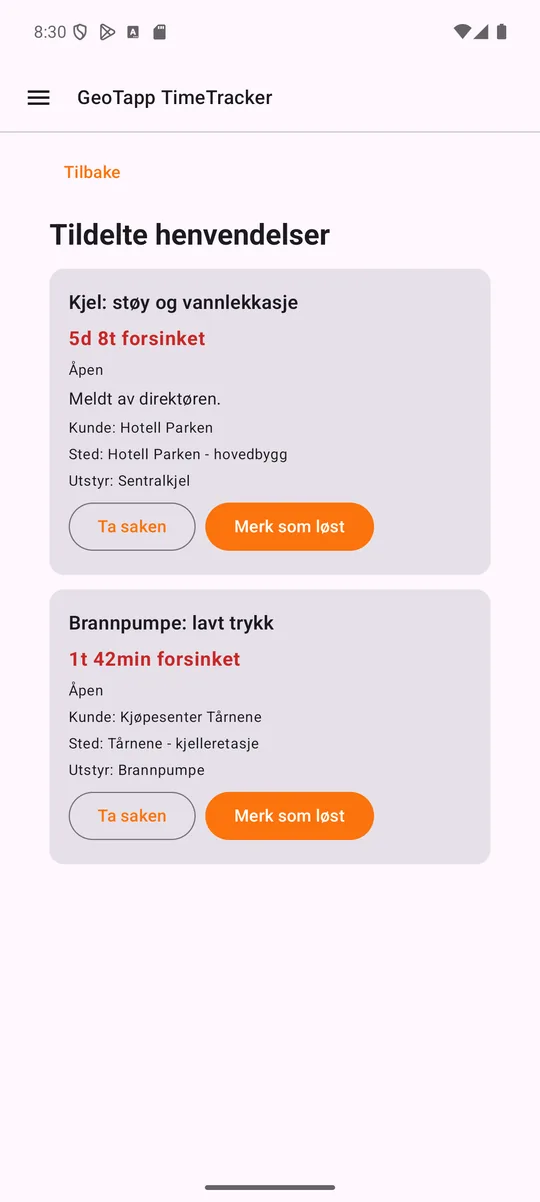 8:30
GeoTapp TimeTracker
Tilbake
Tildelte henvendelser
Kjel: støy og vannlekkasje
5d 8t forsinket
Åpen
Meldt av direktøren.
Kunde: Hotell Parken
Sted: Hotell Parken - hovedbygg
Utstyr: Sentralkjel
Ta saken Merk som løst
Brannpumpe: lavt trykk
1t 42min forsinket
Åpen
Kunde: Kjøpesenter Tårnene
Sted: Tårnene - kjelleretasje
Utstyr: Brannpumpe
Ta saken Merk som løst